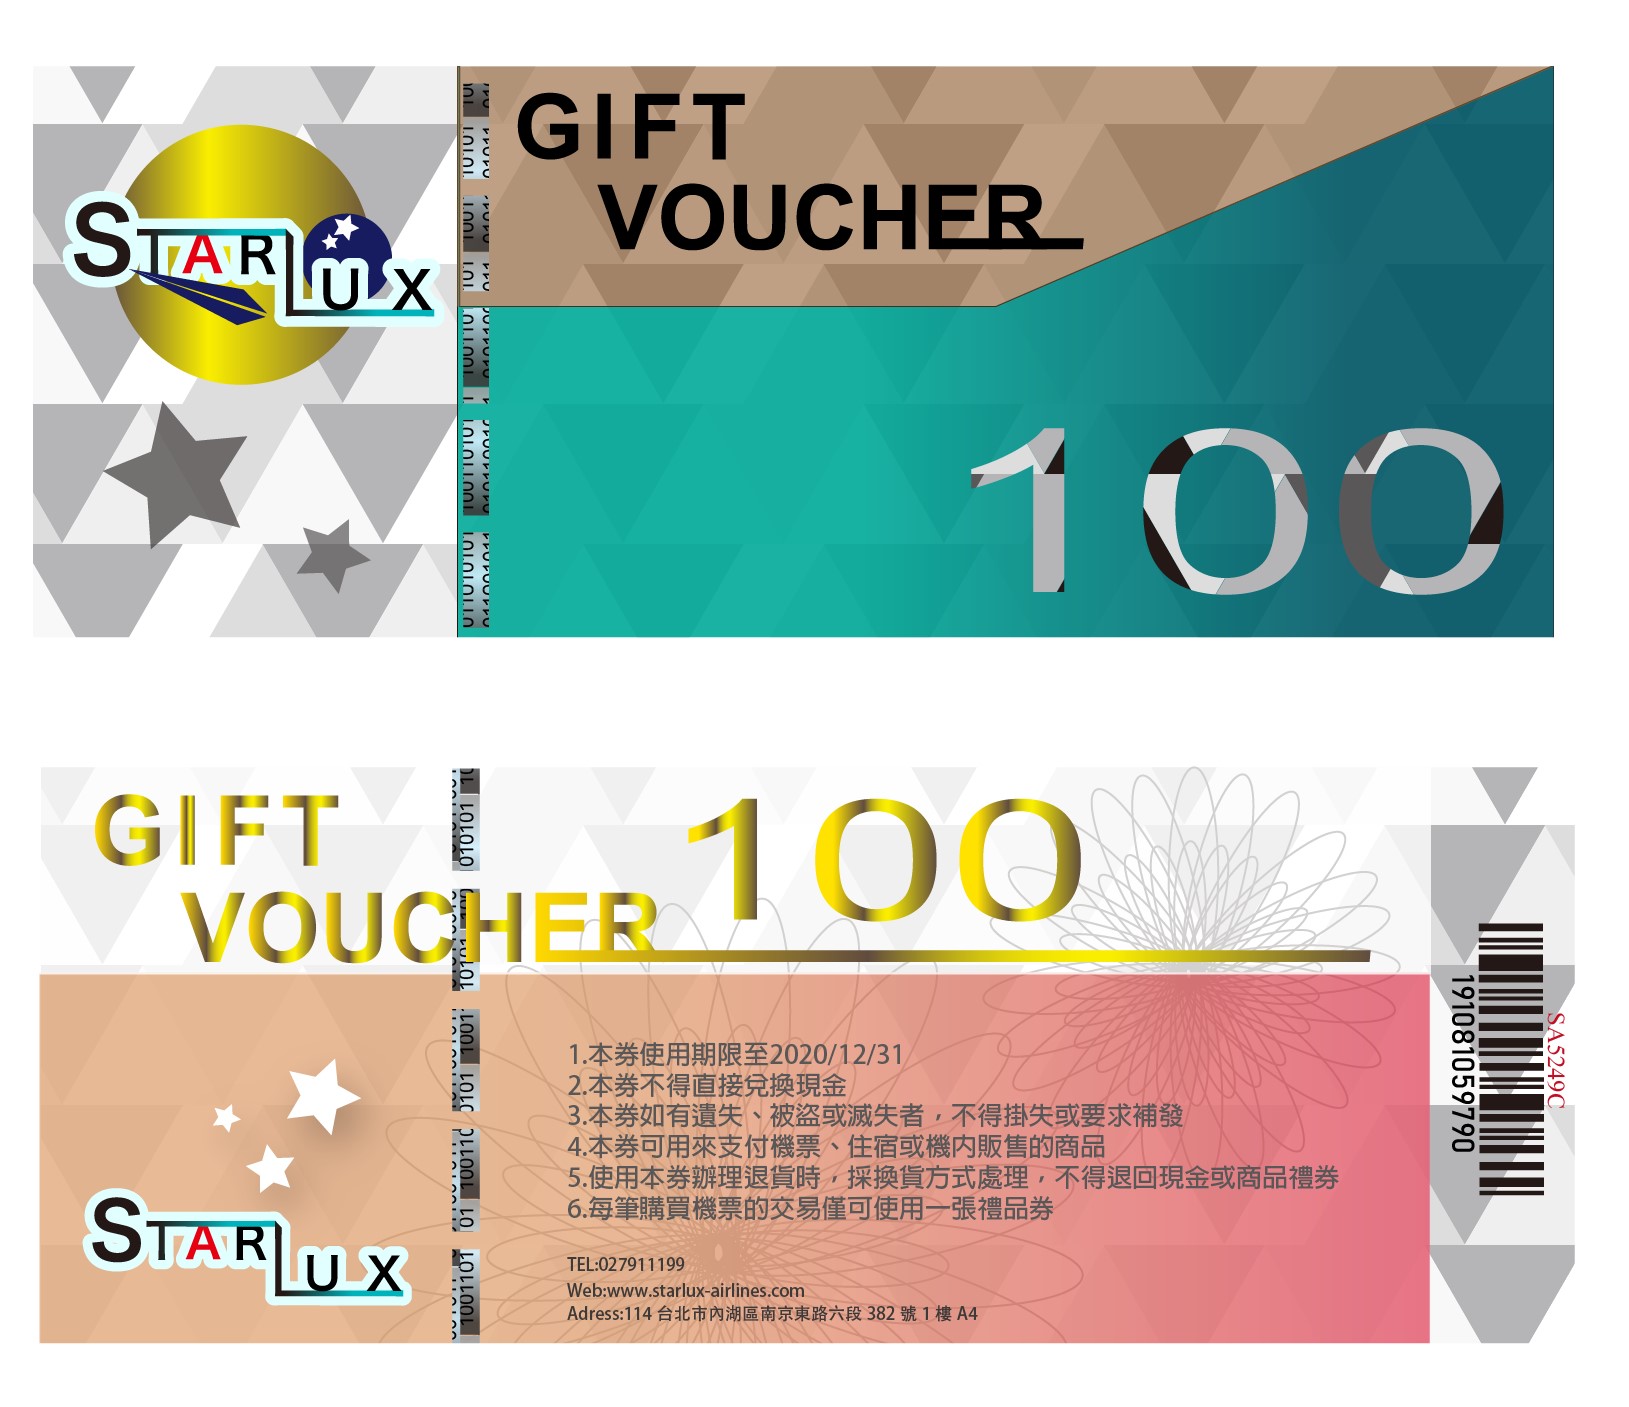 GIFT
VOUCHER
STARLUX
100
GIFT
VOUCHER
100
1.本券使用期限至2020/12/31
2.本券不得直接兌換現金
3.本券如有遺失、被盜或滅失者，不得掛失或要求補發
4.本券可用來支付機票、住宿或機內販售的商品
5.使用本券辦理退貨時，採換貨方式處理，不得退回現金或商品禮券
6.每筆購買機票的交易僅可使用一張禮品券
STARLUX
TEL:027911199
Web:www.starlux-airlines.com
Adress:114 台北市內湖區南京東路六段 382 號 1 樓 A4
191081059790
SA5249C